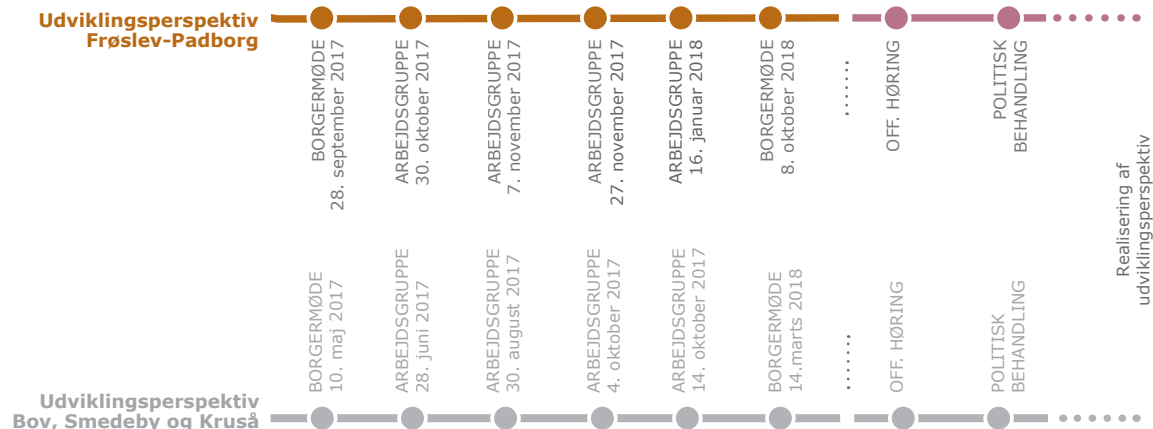 Udviklingsperspektiv
Frøslev-Padborg
BORGERMØDE
28. september 2017
ARBEJDSGRUPPE
30. oktober 2017
ARBEJDSGRUPPE
7. november 2017
ARBEJDSGRUPPE
27. november 2017
ARBEJDSGRUPPE
16. januar 2018
BORGERMØDE
8. oktober 2018
OFF. HØRING
POLITISK
BEHANDLING
Realisering af
udviklingsperspektiv
BORGERMØDE
10. maj 2017
ARBEJDSGRUPPE
28. juni 2017
ARBEJDSGRUPPE
30. august 2017
ARBEJDSGRUPPE
4. oktober 2017
ARBEJDSGRUPPE
14. oktober 2017
BORGERMØDE
14.marts 2018
OFF. HØRING
POLITISK
BEHANDLING
Udviklingsperspektiv
Bov, Smedeby og Kruså